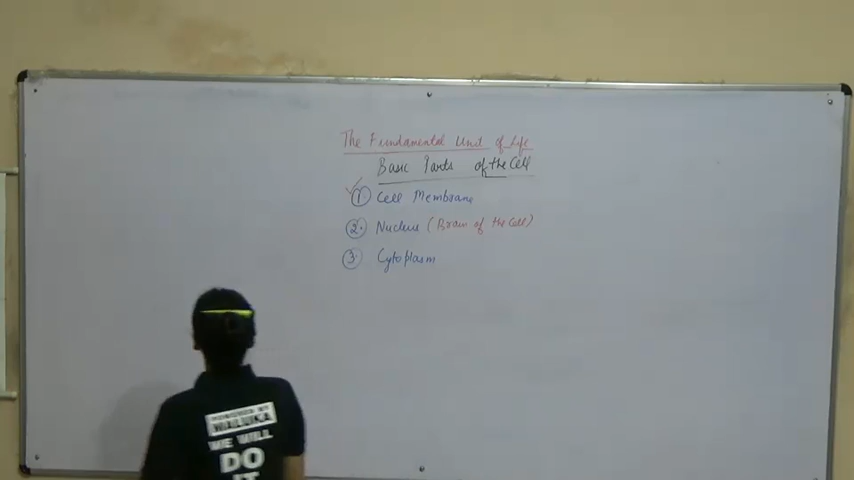 The Fundamental Unit of Life
Basic Parts of the Cell
1. Cell Membrane
2. Nucleus (Brain of the Cell)
3. Cytoplasm
WE WILL
DO
IT